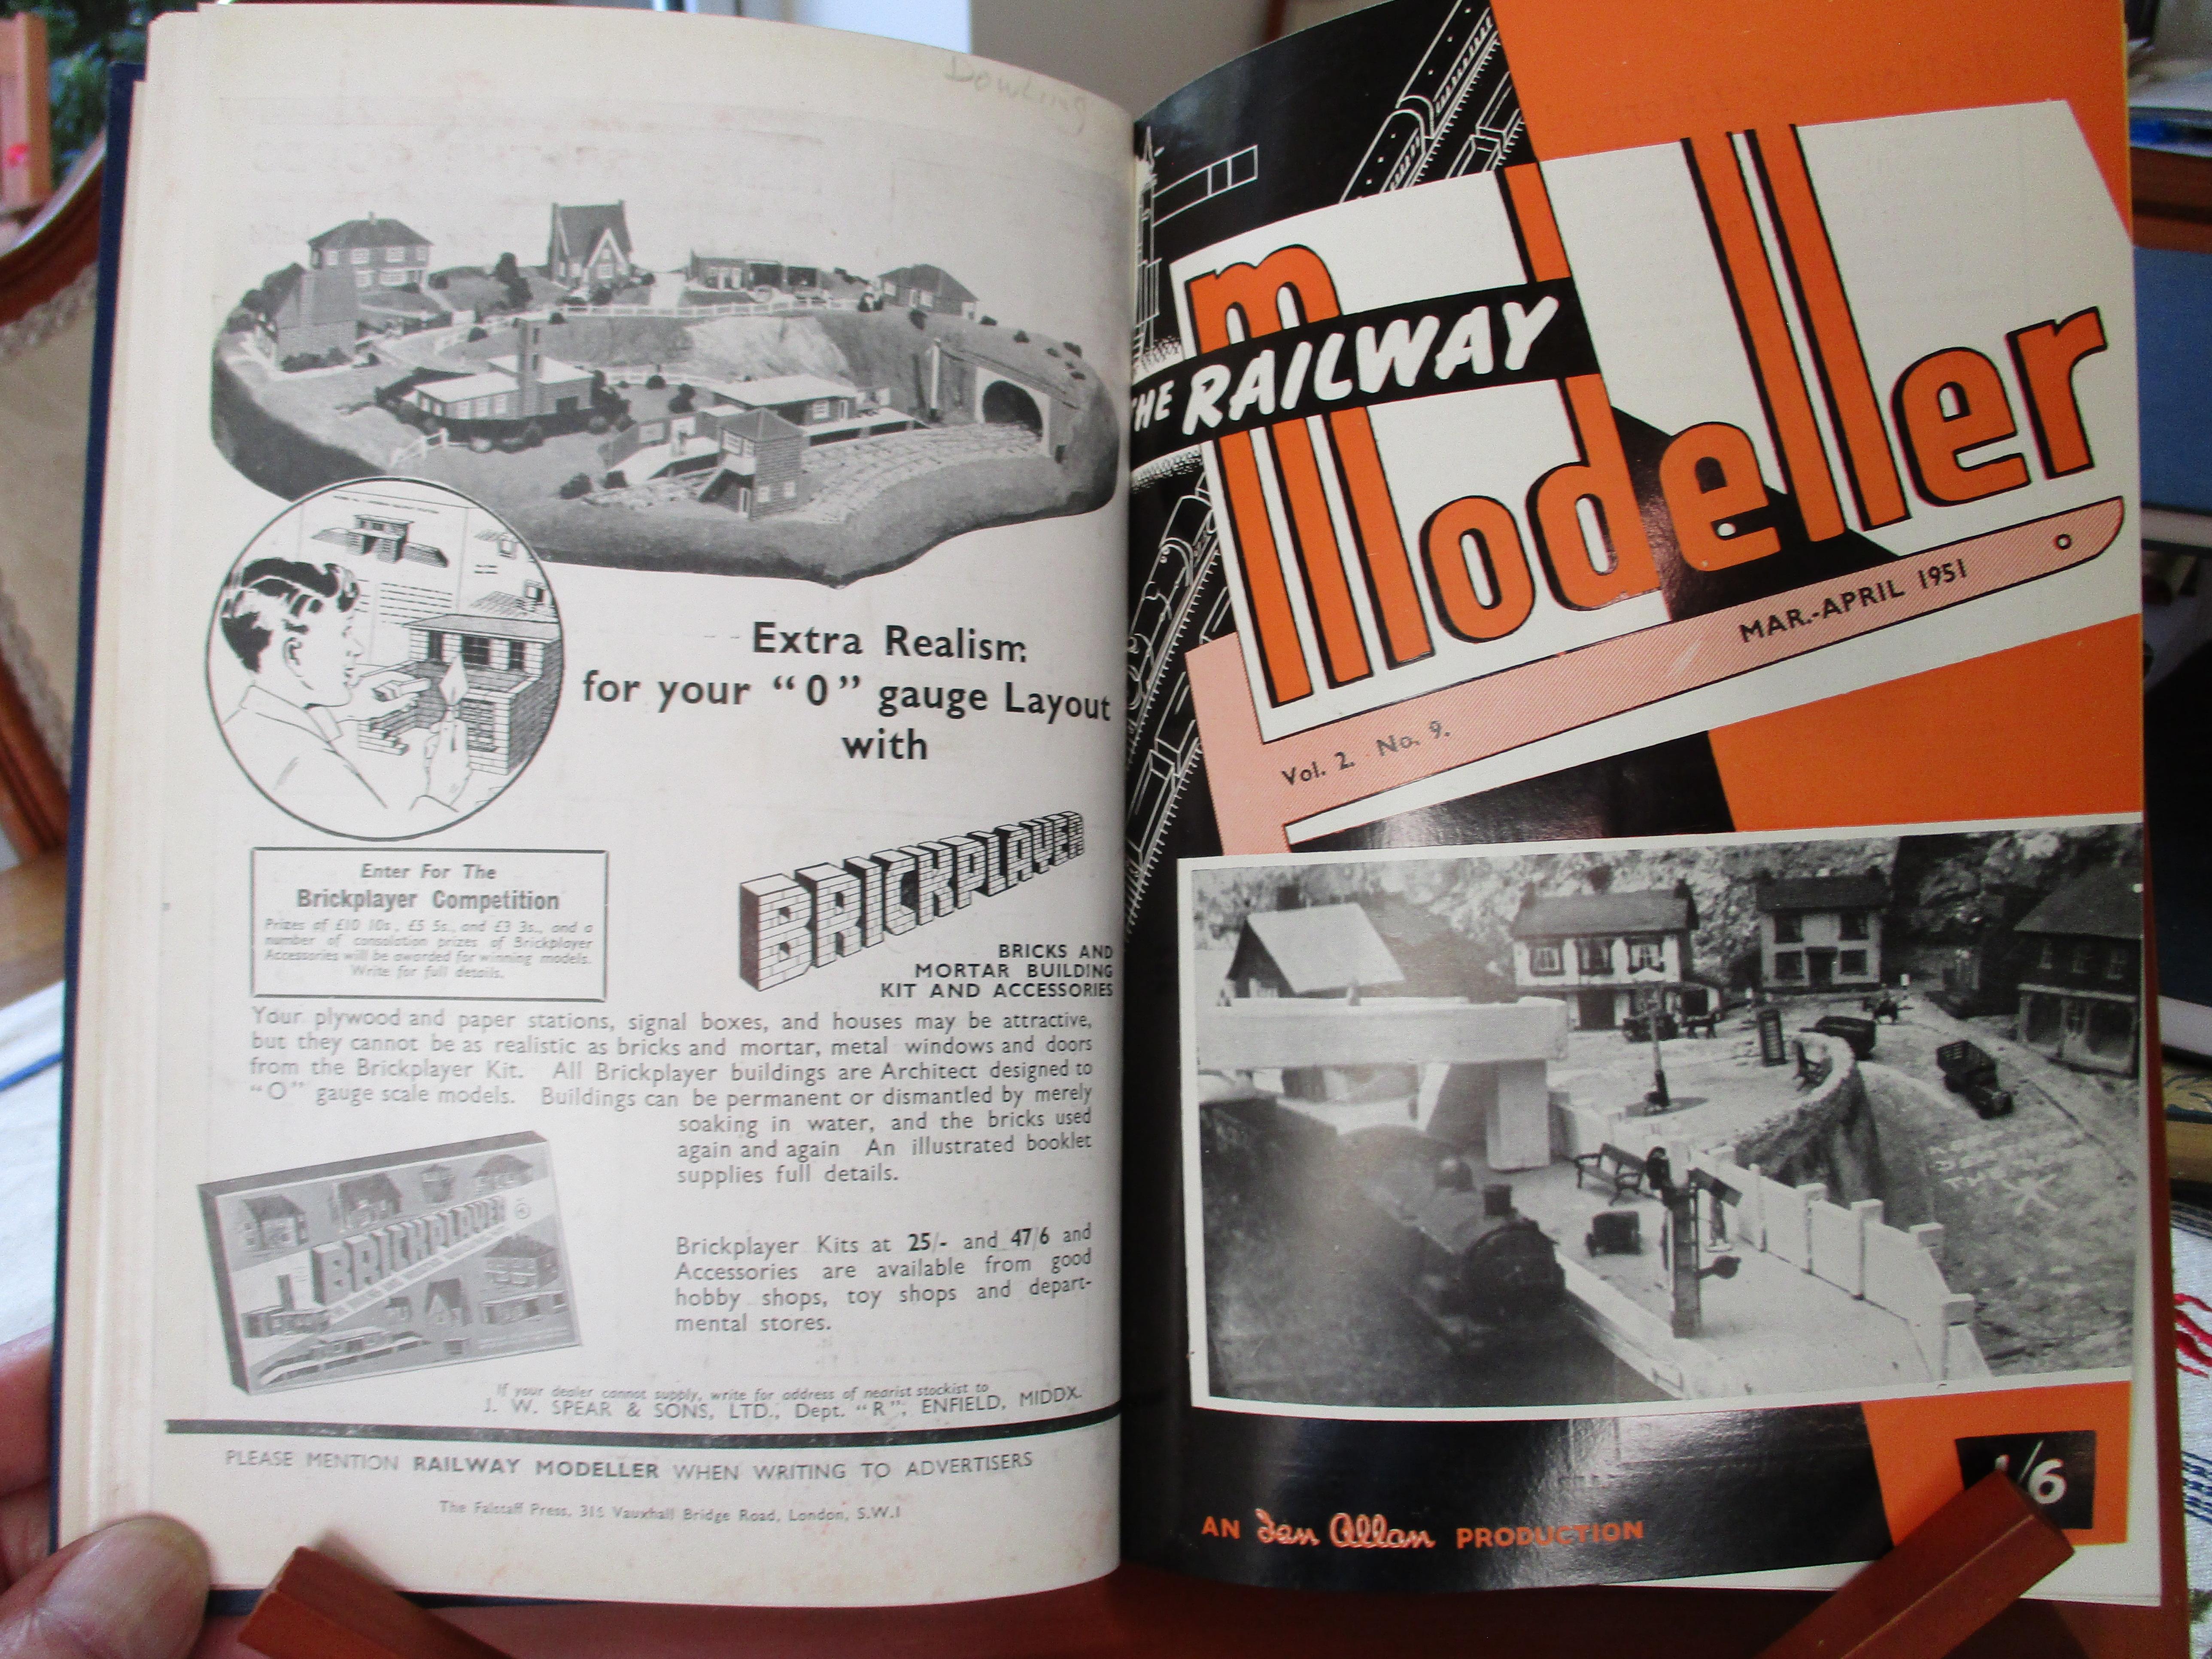 Dowling
Extra Realism
for your "O" gauge Layout
with
Enter For The
Brickplayer Competition
Prizes of £10 10s., £5 5s., and £3 3s., and a
number of consolation prizes of Brickplayer
Accessories will be awarded for winning models.
Write for full details.
BRICKPLAYER
BRICKS AND
MORTAR BUILDING
KIT AND ACCESSORIES
Your plywood and paper stations, signal boxes, and houses may be attractive,
but they cannot be as realistic as bricks and mortar, metal windows and doors
from the Brickplayer Kit. All Brickplayer buildings are Architect designed to
"O" gauge scale models. Buildings can be permanent or dismantled by merely
soaking in water, and the bricks used
again and again An illustrated booklet
supplies full details.
BRICKPLAYER
Brickplayer Kits at 25/- and 47/6 and
Accessories are available from good
hobby shops, toy shops and depart-
mental stores.
If your dealer cannot supply, write for address of nearist stockist to
J. W. SPEAR & SONS, LTD., Dept. "R", ENFIELD, MIDDX.
PLEASE MENTION RAILWAY MODELLER WHEN WRITING TO ADVERTISERS
The Falstaff Press, 316 Vauxhall Bridge Road, London, S.W.1
THE RAILWAY
modeller
MAR.-APRIL 1951
Vol. 2. No. 9.
1/6
AN Ian Allan PRODUCTION